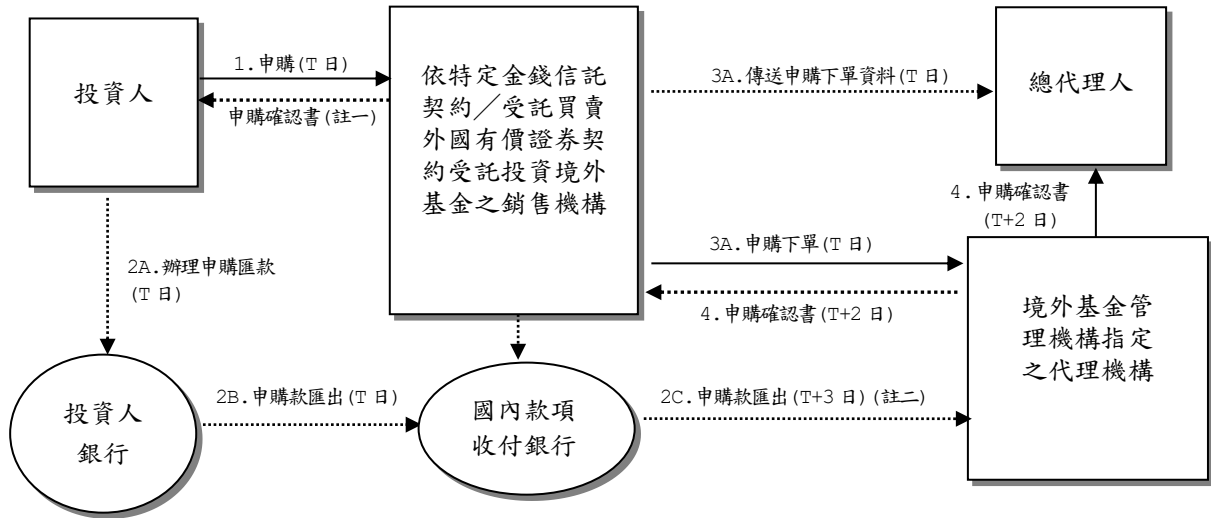 投資人
1.申購(T 日)
申購確認書(註一)
依特定金錢信託
契約／受託買賣
外國有價證券契
約受託投資境外
基金之銷售機構
3A.傳送申購下單資料(T 日)
總代理人
4.申購確認書
(T+2 日)
3A.申購下單(T 日)
4.申購確認書(T+2 日)
2A.辦理申購匯款
(T 日)
境外基金管
理機構指定
之代理機構
投資人
銀行
2B.申購款匯出(T 日)
國內款項
收付銀行
2C.申購款匯出(T+3 日)(註二)